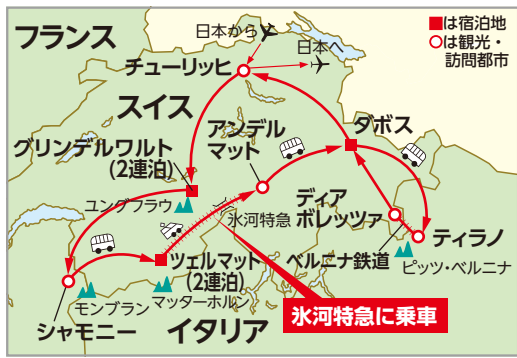 フランス
日本から
日本へ
■は宿泊地
○は観光・
訪問都市
チューリッヒ
スイス
アンデル
マット
ダボス
グリンデルワルト
(2連泊)
ユングフラウ
氷河特急
ディア
ボレッツァ
ティラノ
ベルニナ鉄道
ピッツ・ベルニナ
ツェルマット
(2連泊)
モンブラン
マッターホルン
シャモニー
イタリア
氷河特急に乗車